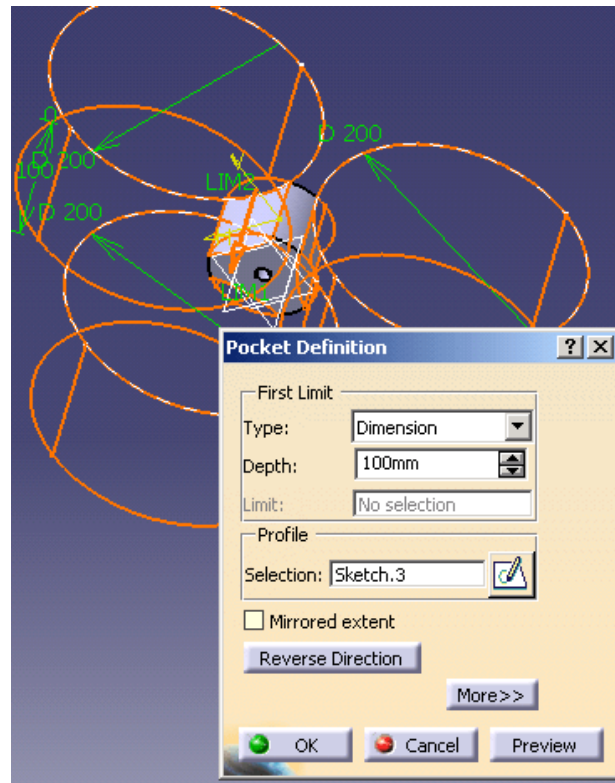 D 200
D 200
100
LIM2
D 200
Pocket Definition
? X
First Limit
Type: Dimension
Depth: 100mm
Limit: No selection
Profile
Selection: Sketch.3
Mirrored extent
Reverse Direction
More>>
OK Cancel Preview